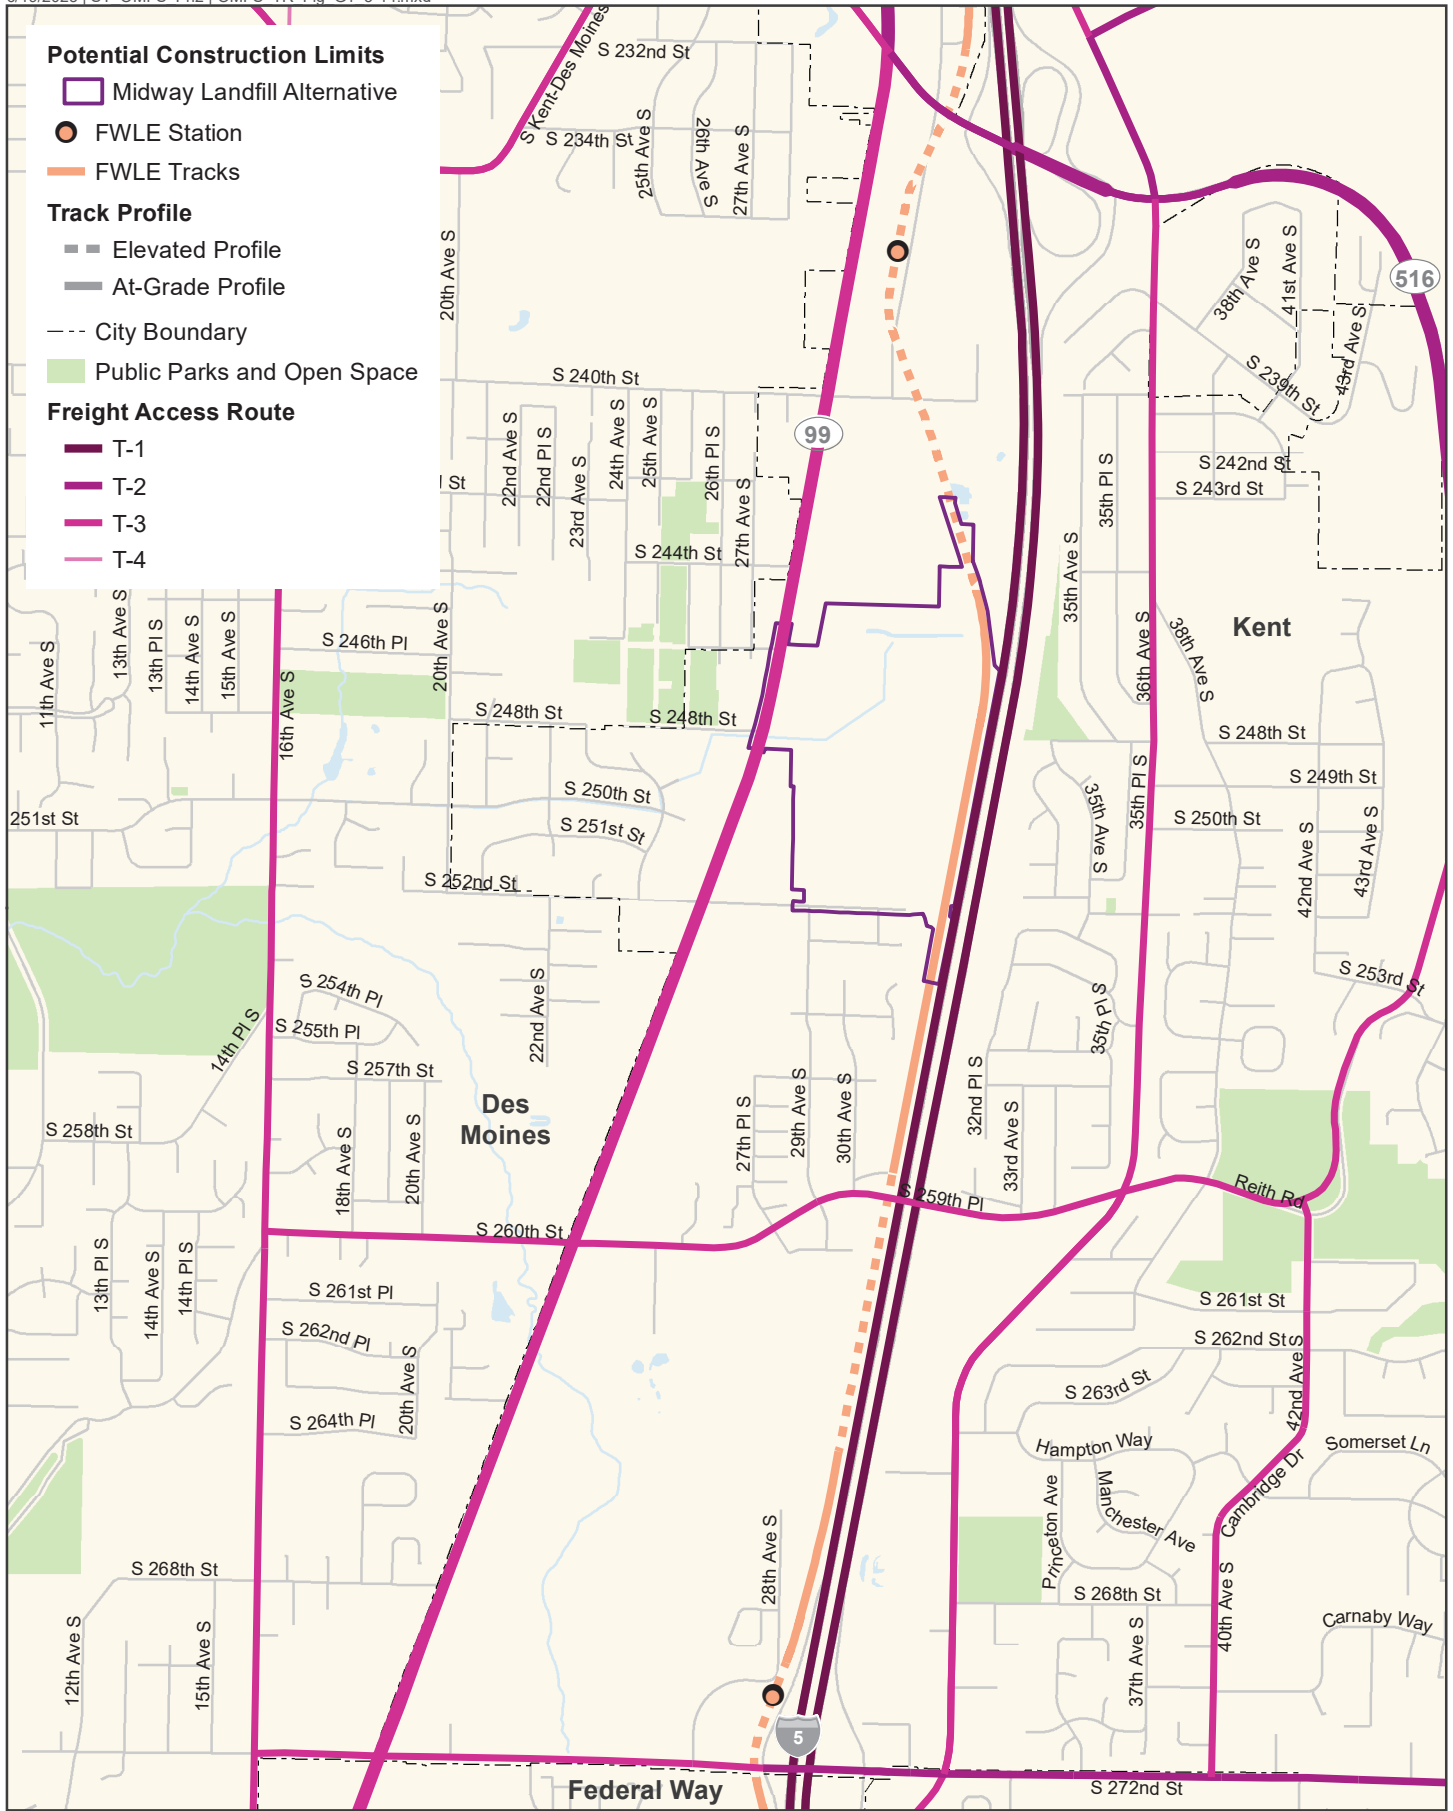 Potential Construction Limits
Midway Landfill Alternative
FWLE Station
FWLE Tracks
Track Profile
Elevated Profile
At-Grade Profile
City Boundary
Public Parks and Open Space
Freight Access Route
T-1
T-2
T-3
T-4
S Kent-Des Moines
S 232nd St
S 234th St
25th Ave S
26th Ave S
27th Ave S
20th Ave S
516
38th Ave S
41st Ave S
43rd Ave S
S 239th St
S 240th St
99
22nd Ave S
22nd Pl S
23rd Ave S
24th Ave S
25th Ave S
26th Pl S
27th Ave S
St
S 242nd St
S 243rd St
35th Pl S
35th Ave S
S 244th St
Kent
36th Ave S
38th Ave S
11th Ave S
13th Ave S
13th Pl S
14th Ave S
15th Ave S
16th Ave S
S 246th Pl
20th Ave S
S 248th St
S 248th St
S 248th St
S 249th St
S 250th St
S 250th St
251st St
S 251st St
35th Ave S
35th Pl S
42nd Ave S
43rd Ave S
S 252nd St
S 253rd St
S 254th Pl
S 255th Pl
14th Pl S
22nd Ave S
35th Pl S
S 257th St
Des
Moines
S 258th St
18th Ave S
20th Ave S
27th Pl S
29th Ave S
30th Ave S
32nd Pl S
33rd Ave S
S 259th Pl
Reith Rd
S 260th St
13th Pl S
14th Ave S
14th Pl S
S 261st Pl
S 261st St
S 262nd Pl
S 262nd St
20th Ave S
42nd Ave S
S 263rd St
S 264th Pl
Hampton Way
Somerset Ln
Cambridge Dr
Manchester Ave
Princeton Ave
28th Ave S
S 268th St
S 268th St
40th Ave S
Carnaby Way
12th Ave S
15th Ave S
37th Ave S
5
Federal Way
S 272nd St